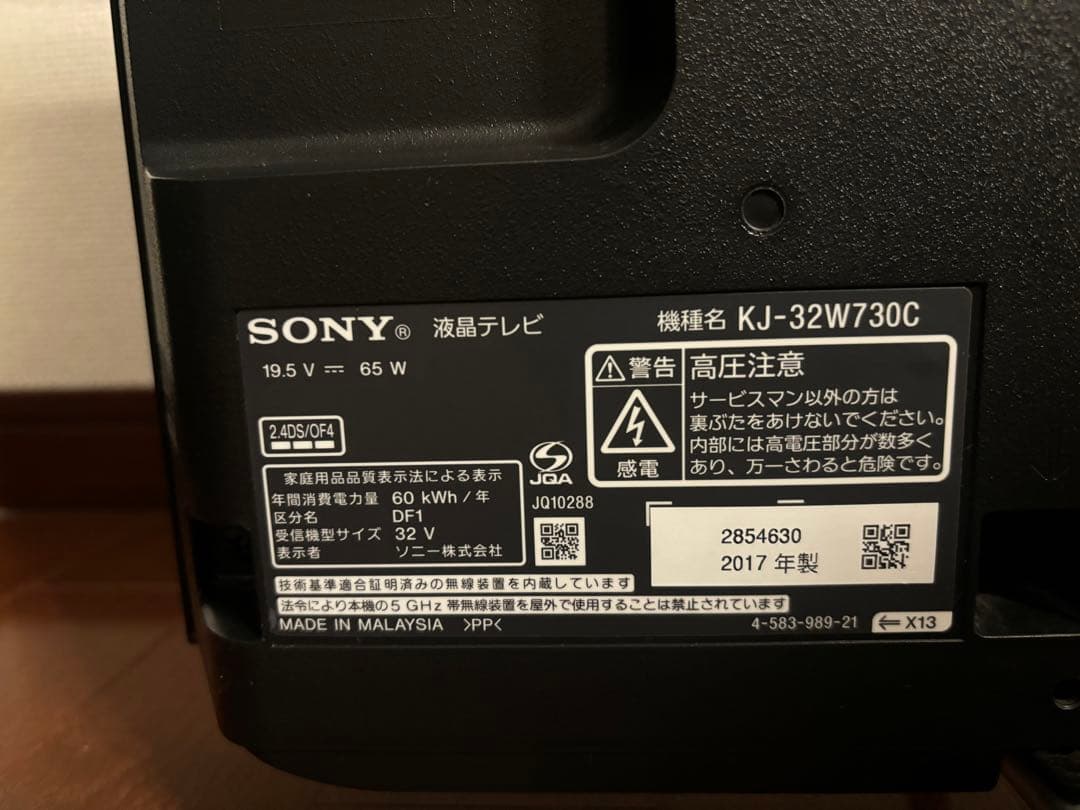 SONY® 液晶テレビ
機種名 KJ-32W730C
19.5 V ⎓ 65 W
2.4DS/OF4
家庭用品品質表示法による表示
年間消費電力量 60 kWh / 年
区分名 DF1
受信機型サイズ 32 V
表示者 ソニー株式会社
JQA
JQ10288
警告
感電
高圧注意
サービスマン以外の方は
裏ぶたをあけないでください。
内部には高電圧部分が数多く
あり、万一さわると危険です。
2854630
2017 年製
技術基準適合証明済みの無線装置を内蔵しています
法令により本機の5 GHz 帯無線装置を屋外で使用することは禁止されています
MADE IN MALAYSIA >PP<
4-583-989-21
← X13